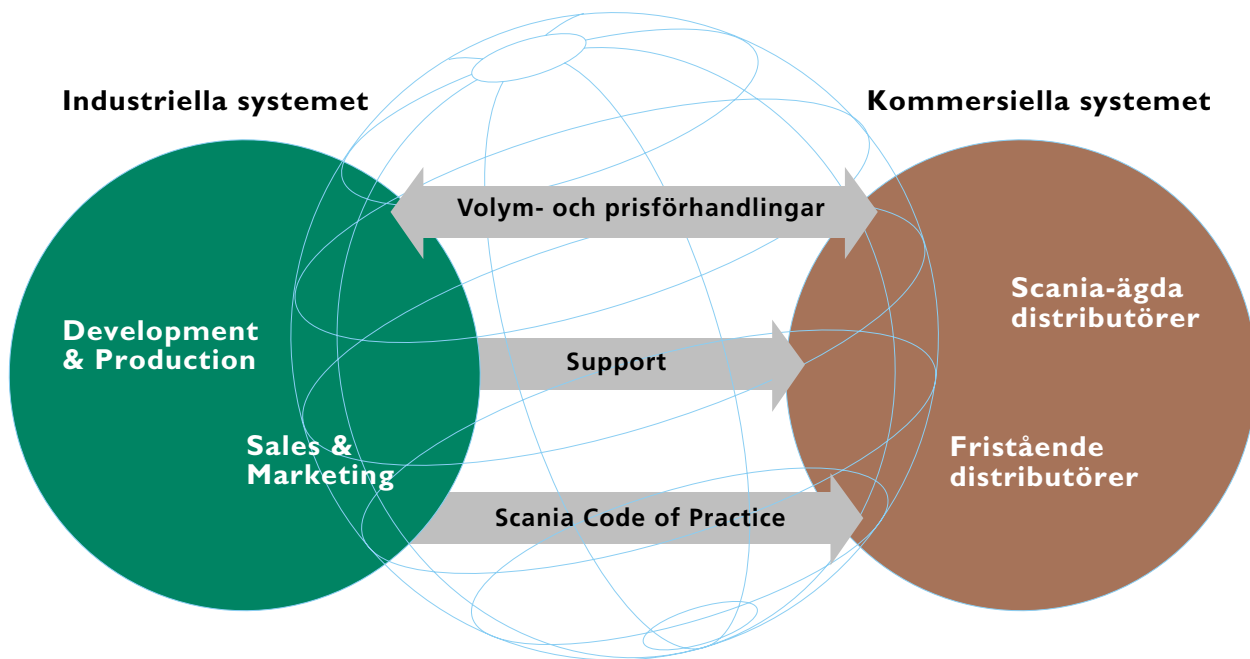 Industriella systemet
Kommersiella systemet
Volym- och prisförhandlingar
Development
& Production
Support
Scania-ägda
distributörer
Sales &
Marketing
Fristående
distributörer
Scania Code of Practice